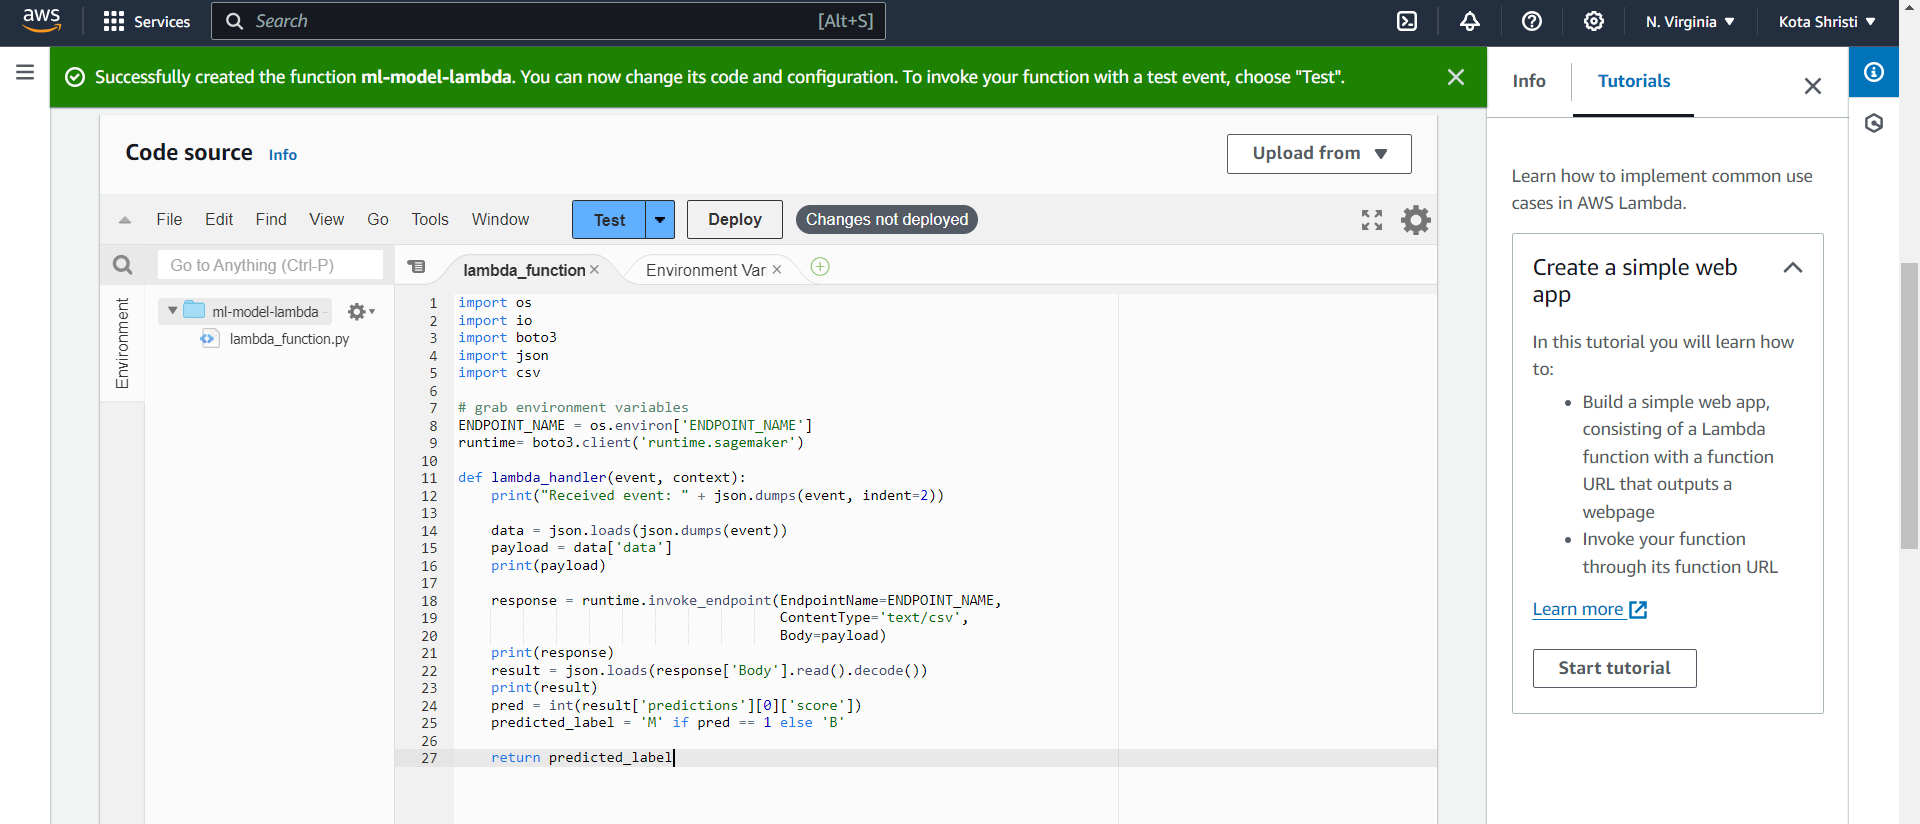 aws
Services
Search
[Alt+S]
N. Virginia
Kota Shristi
Successfully created the function ml-model-lambda. You can now change its code and configuration. To invoke your function with a test event, choose "Test".
Code source
Info
Upload from
File
Edit
Find
View
Go
Tools
Window
Test
Deploy
Changes not deployed
Go to Anything (Ctrl-P)
Environment
ml-model-lambda -
lambda_function.py
lambda_function
Environment Var
1 import os
2 import io
3 import boto3
4 import json
5 import csv
6
7 # grab environment variables
8 ENDPOINT_NAME = os.environ['ENDPOINT_NAME']
9 runtime= boto3.client('runtime.sagemaker')
10
11 def lambda_handler(event, context):
12     print("Received event: " + json.dumps(event, indent=2))
13
14     data = json.loads(json.dumps(event))
15     payload = data['data']
16     print(payload)
17
18     response = runtime.invoke_endpoint(EndpointName=ENDPOINT_NAME,
19                                        ContentType='text/csv',
20                                        Body=payload)
21     print(response)
22     result = json.loads(response['Body'].read().decode())
23     print(result)
24     pred = int(result['predictions'][0]['score'])
25     predicted_label = 'M' if pred == 1 else 'B'
26
27     return predicted_label
Info
Tutorials
Learn how to implement common use
cases in AWS Lambda.
Create a simple web
app
In this tutorial you will learn how
to:
• Build a simple web app,
consisting of a Lambda
function with a function
URL that outputs a
webpage
• Invoke your function
through its function URL
Learn more
Start tutorial